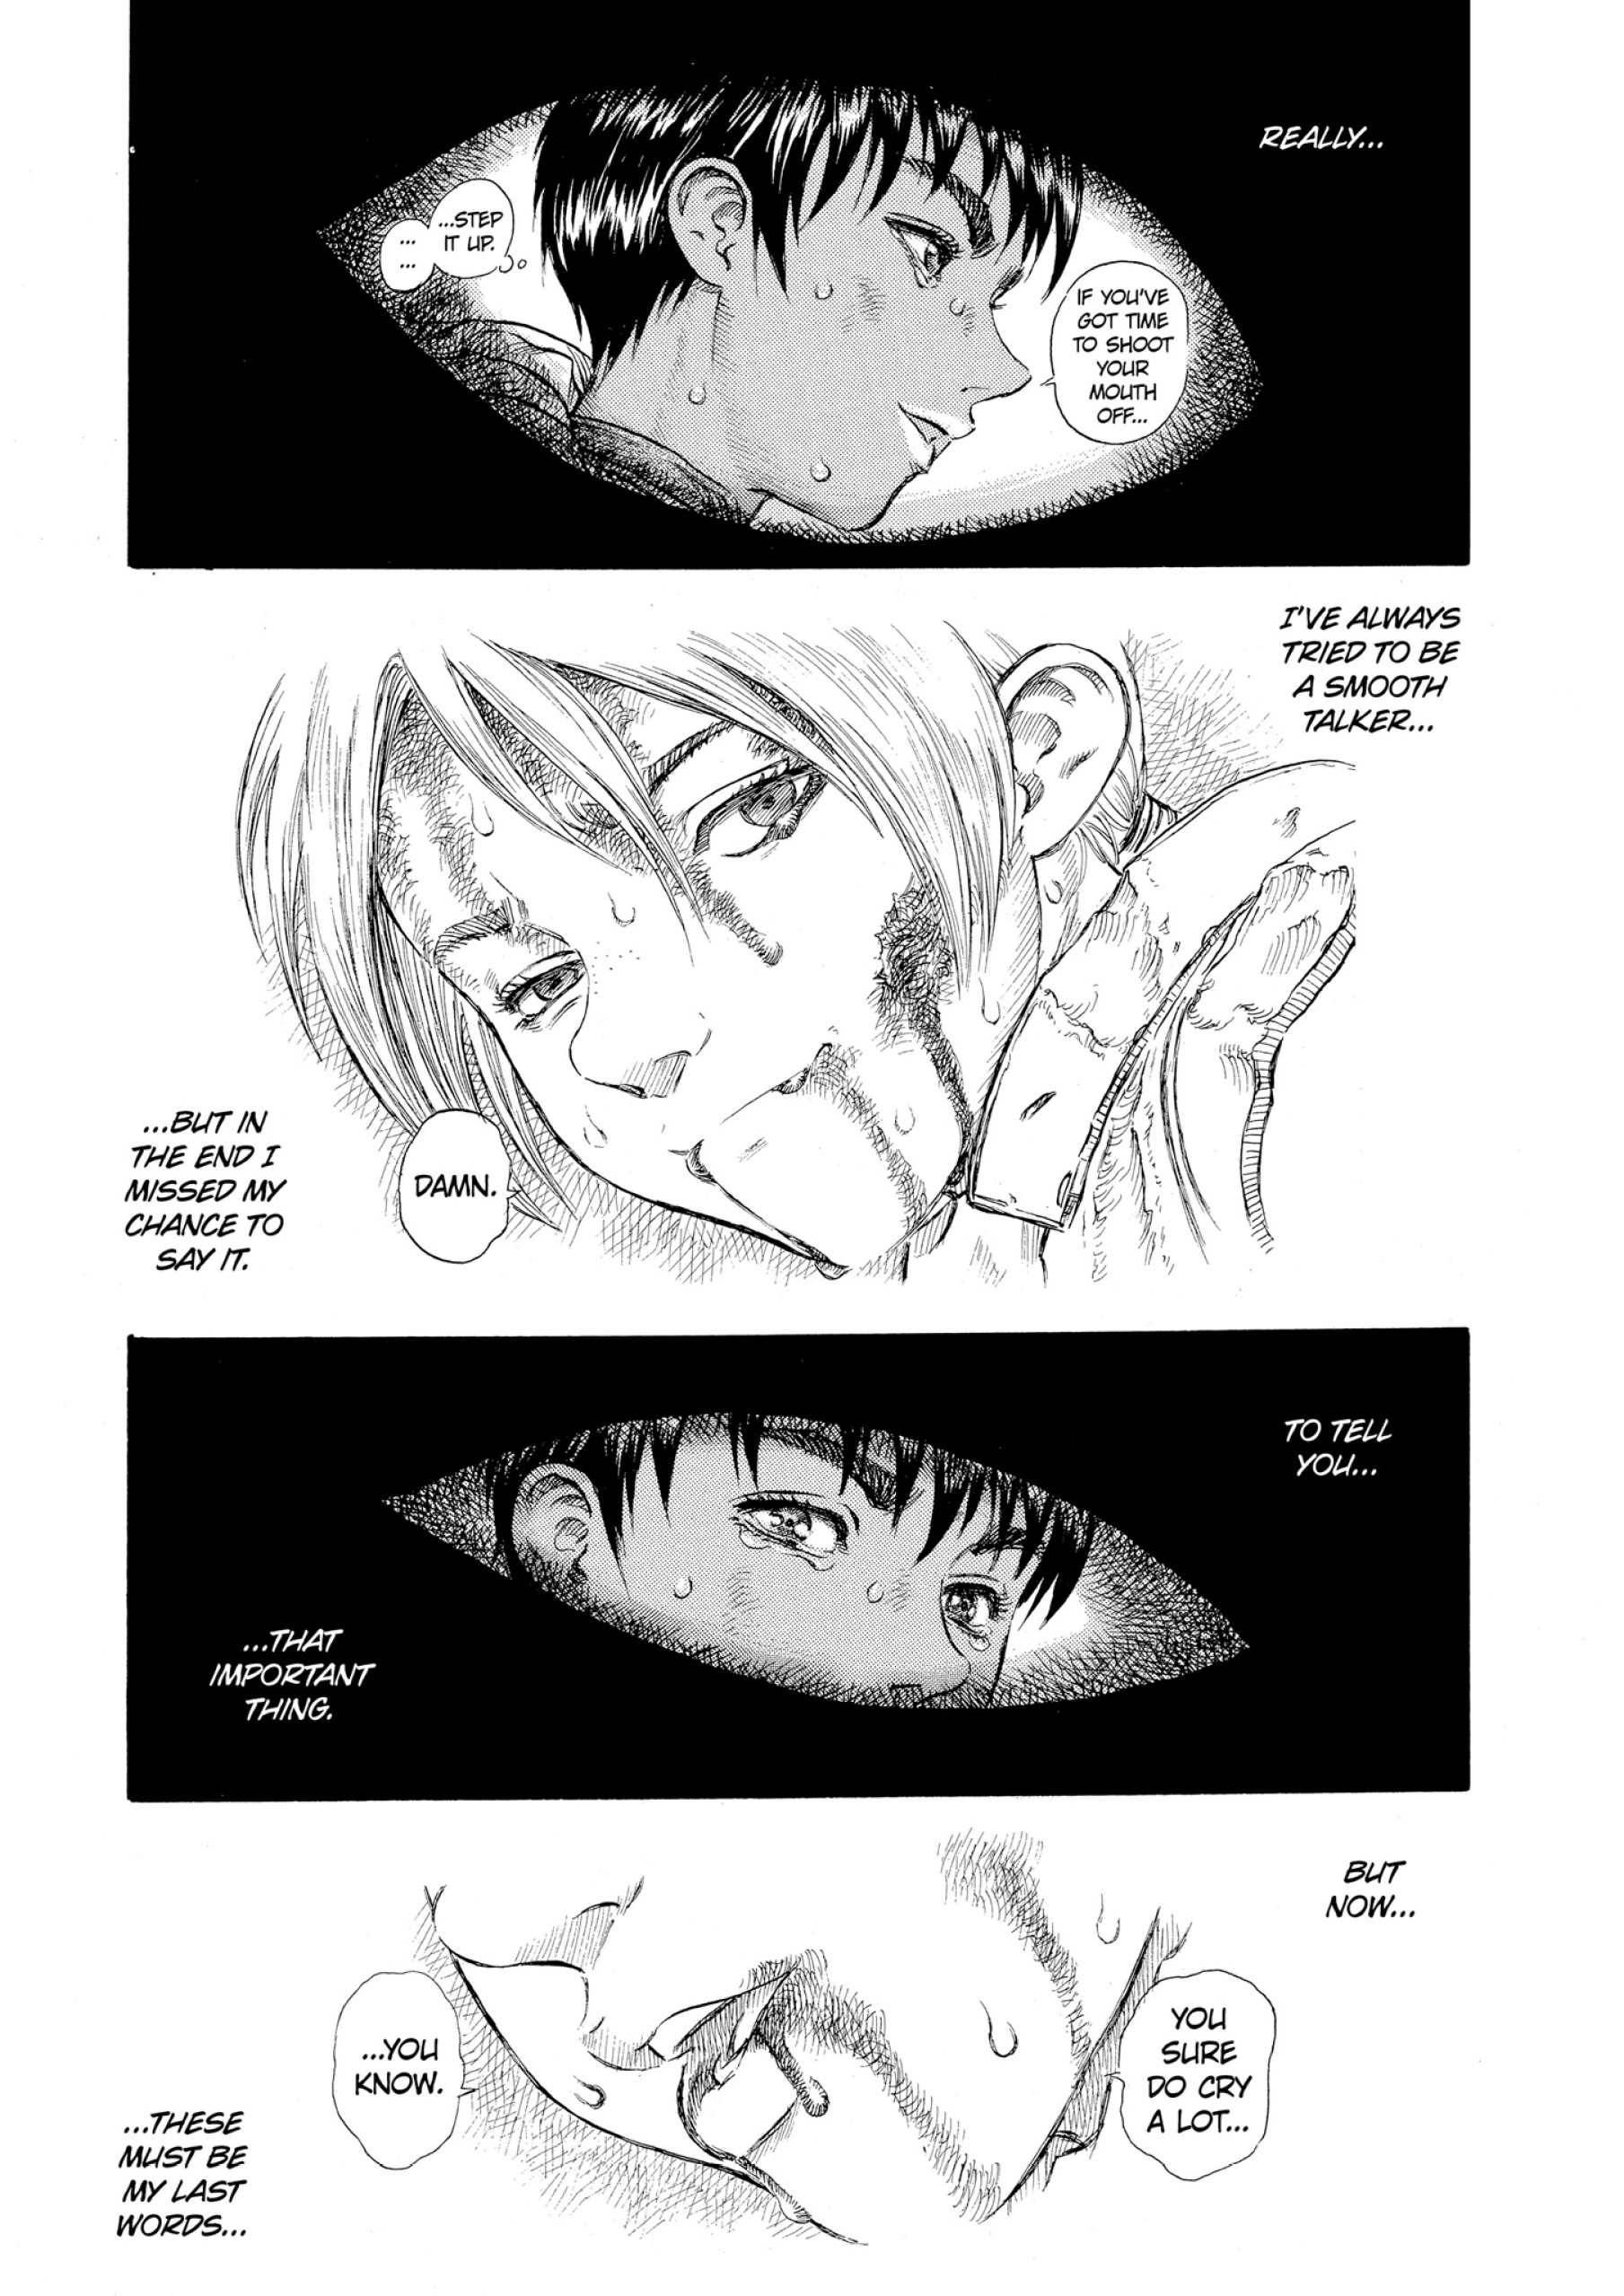 REALLY...
IF YOU'VE
GOT TIME
TO SHOOT
YOUR
MOUTH
OFF...
...STEP
IT UP.
...
...
I'VE ALWAYS
TRIED TO BE
A SMOOTH
TALKER...
DAMN.
...BUT IN
THE END I
MISSED MY
CHANCE TO
SAY IT.
TO TELL
YOU...
...THAT
IMPORTANT
THING.
BUT
NOW...
YOU
SURE
DO CRY
A LOT...
...YOU
KNOW.
...THESE
MUST BE
MY LAST
WORDS...